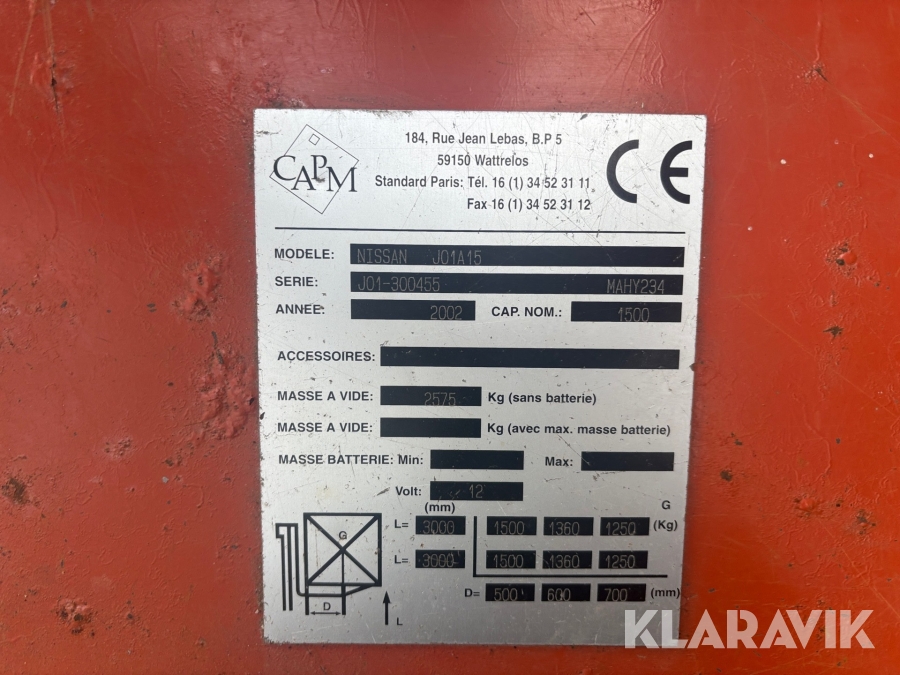 CAPM
184, Rue Jean Lebas, B.P 5
59150 Wattrelos
Standard Paris: Tél. 16 (1) 34 52 31 11
Fax 16 (1) 34 52 31 12
CE
MODELE: NISSAN J01A15
SERIE: J01-300455 MAHY234
ANNEE: 2002 CAP. NOM.: 1500
ACCESSOIRES:
MASSE A VIDE: 2575 Kg (sans batterie)
MASSE A VIDE: Kg (avec max. masse batterie)
MASSE BATTERIE: Min: Max:
Volt: 12
(mm) G
L= 3000 1500 1360 1250 (Kg)
L= 3000 1500 1360 1250
D= 500 600 700 (mm)
G
D
L
KLARAVIK